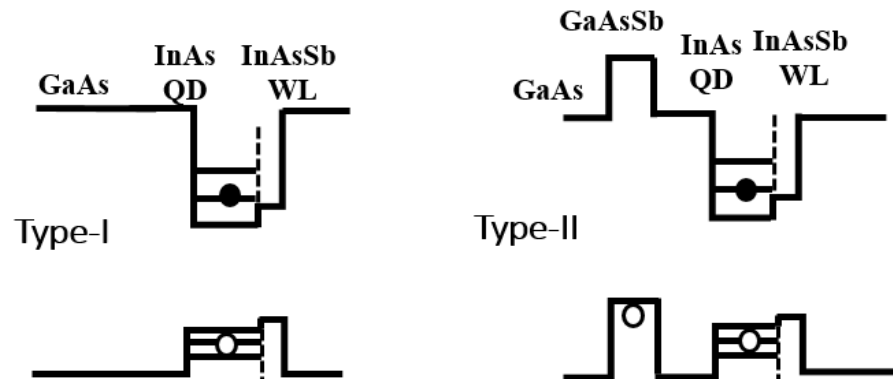 GaAs
InAs
QD
InAsSb
WL
Type-I
GaAsSb
GaAs
InAs
QD
InAsSb
WL
Type-II